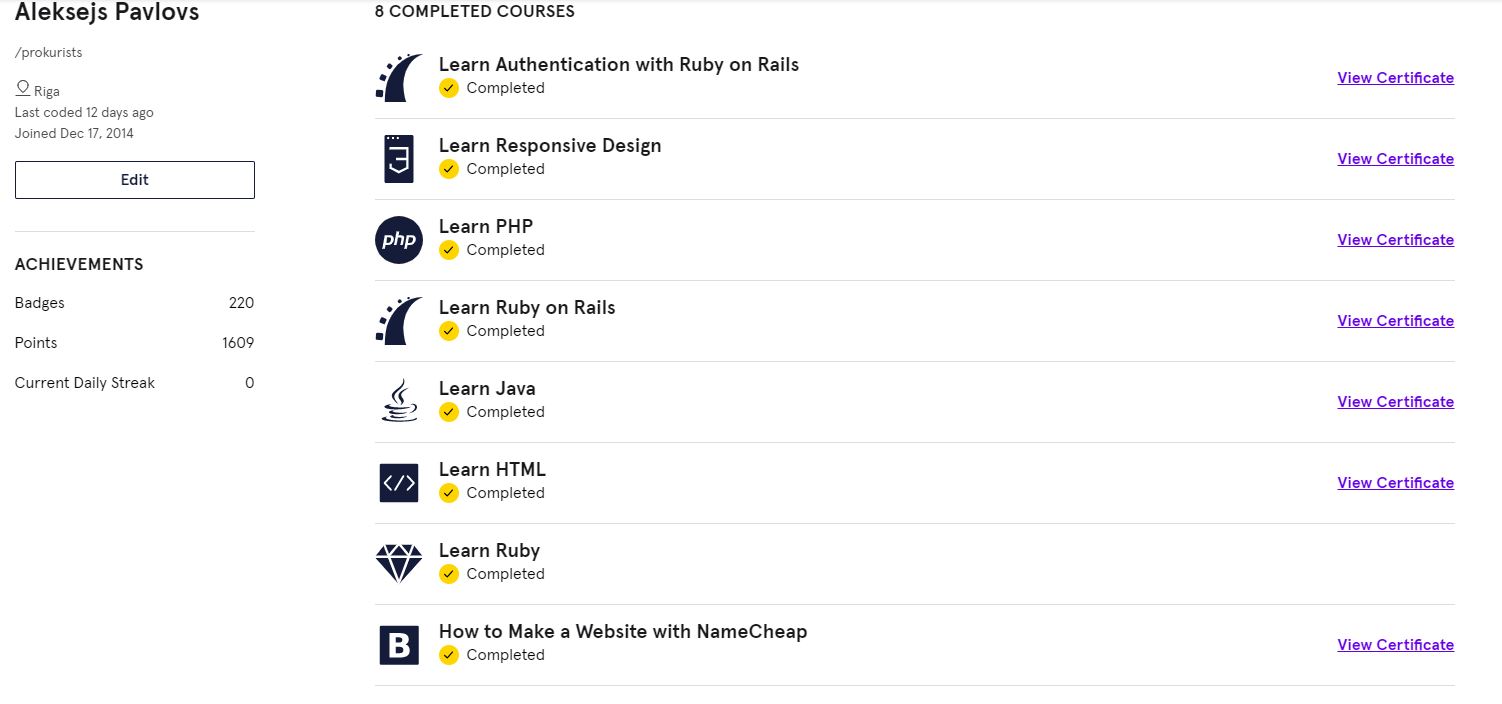 Aleksejs Pavlovs
/prokurists
Riga
Last coded 12 days ago
Joined Dec 17, 2014
Edit
ACHIEVEMENTS
Badges 220
Points 1609
Current Daily Streak 0
8 COMPLETED COURSES
Learn Authentication with Ruby on Rails
Completed
View Certificate
Learn Responsive Design
Completed
View Certificate
php
Learn PHP
Completed
View Certificate
Learn Ruby on Rails
Completed
View Certificate
Learn Java
Completed
View Certificate
</>
Learn HTML
Completed
View Certificate
Learn Ruby
Completed
B
How to Make a Website with NameCheap
Completed
View Certificate